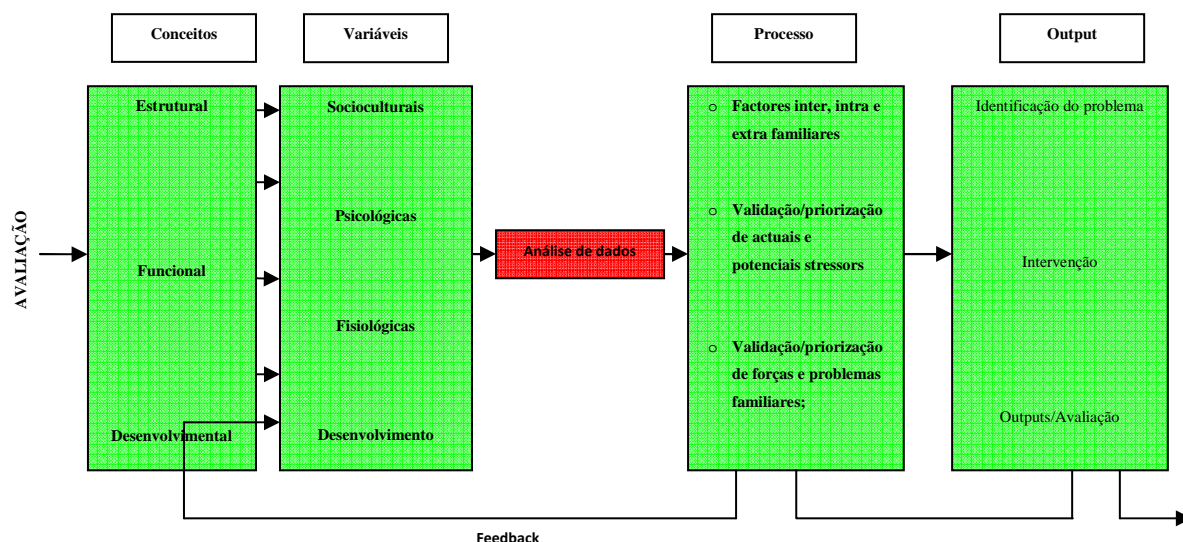 Conceitos
Variáveis
Processo
Output
AVALIAÇÃO
Estrutural
Funcional
Desenvolvimental
Socioculturais
Psicológicas
Fisiológicas
Desenvolvimento
Análise de dados
o Factores inter, intra e
extra familiares
o Validação/priorização
de actuais e
potenciais stressors
o Validação/priorização
de forças e problemas
familiares;
Identificação do problema
Intervenção
Outputs/Avaliação
Feedback